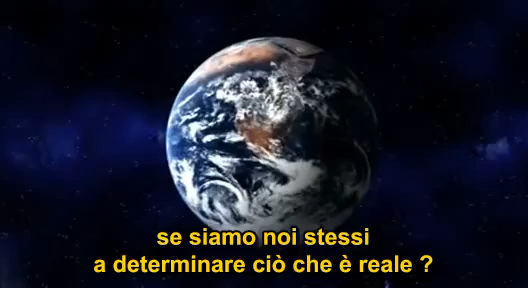 se siamo noi stessi
a determinare ciò che è reale ?